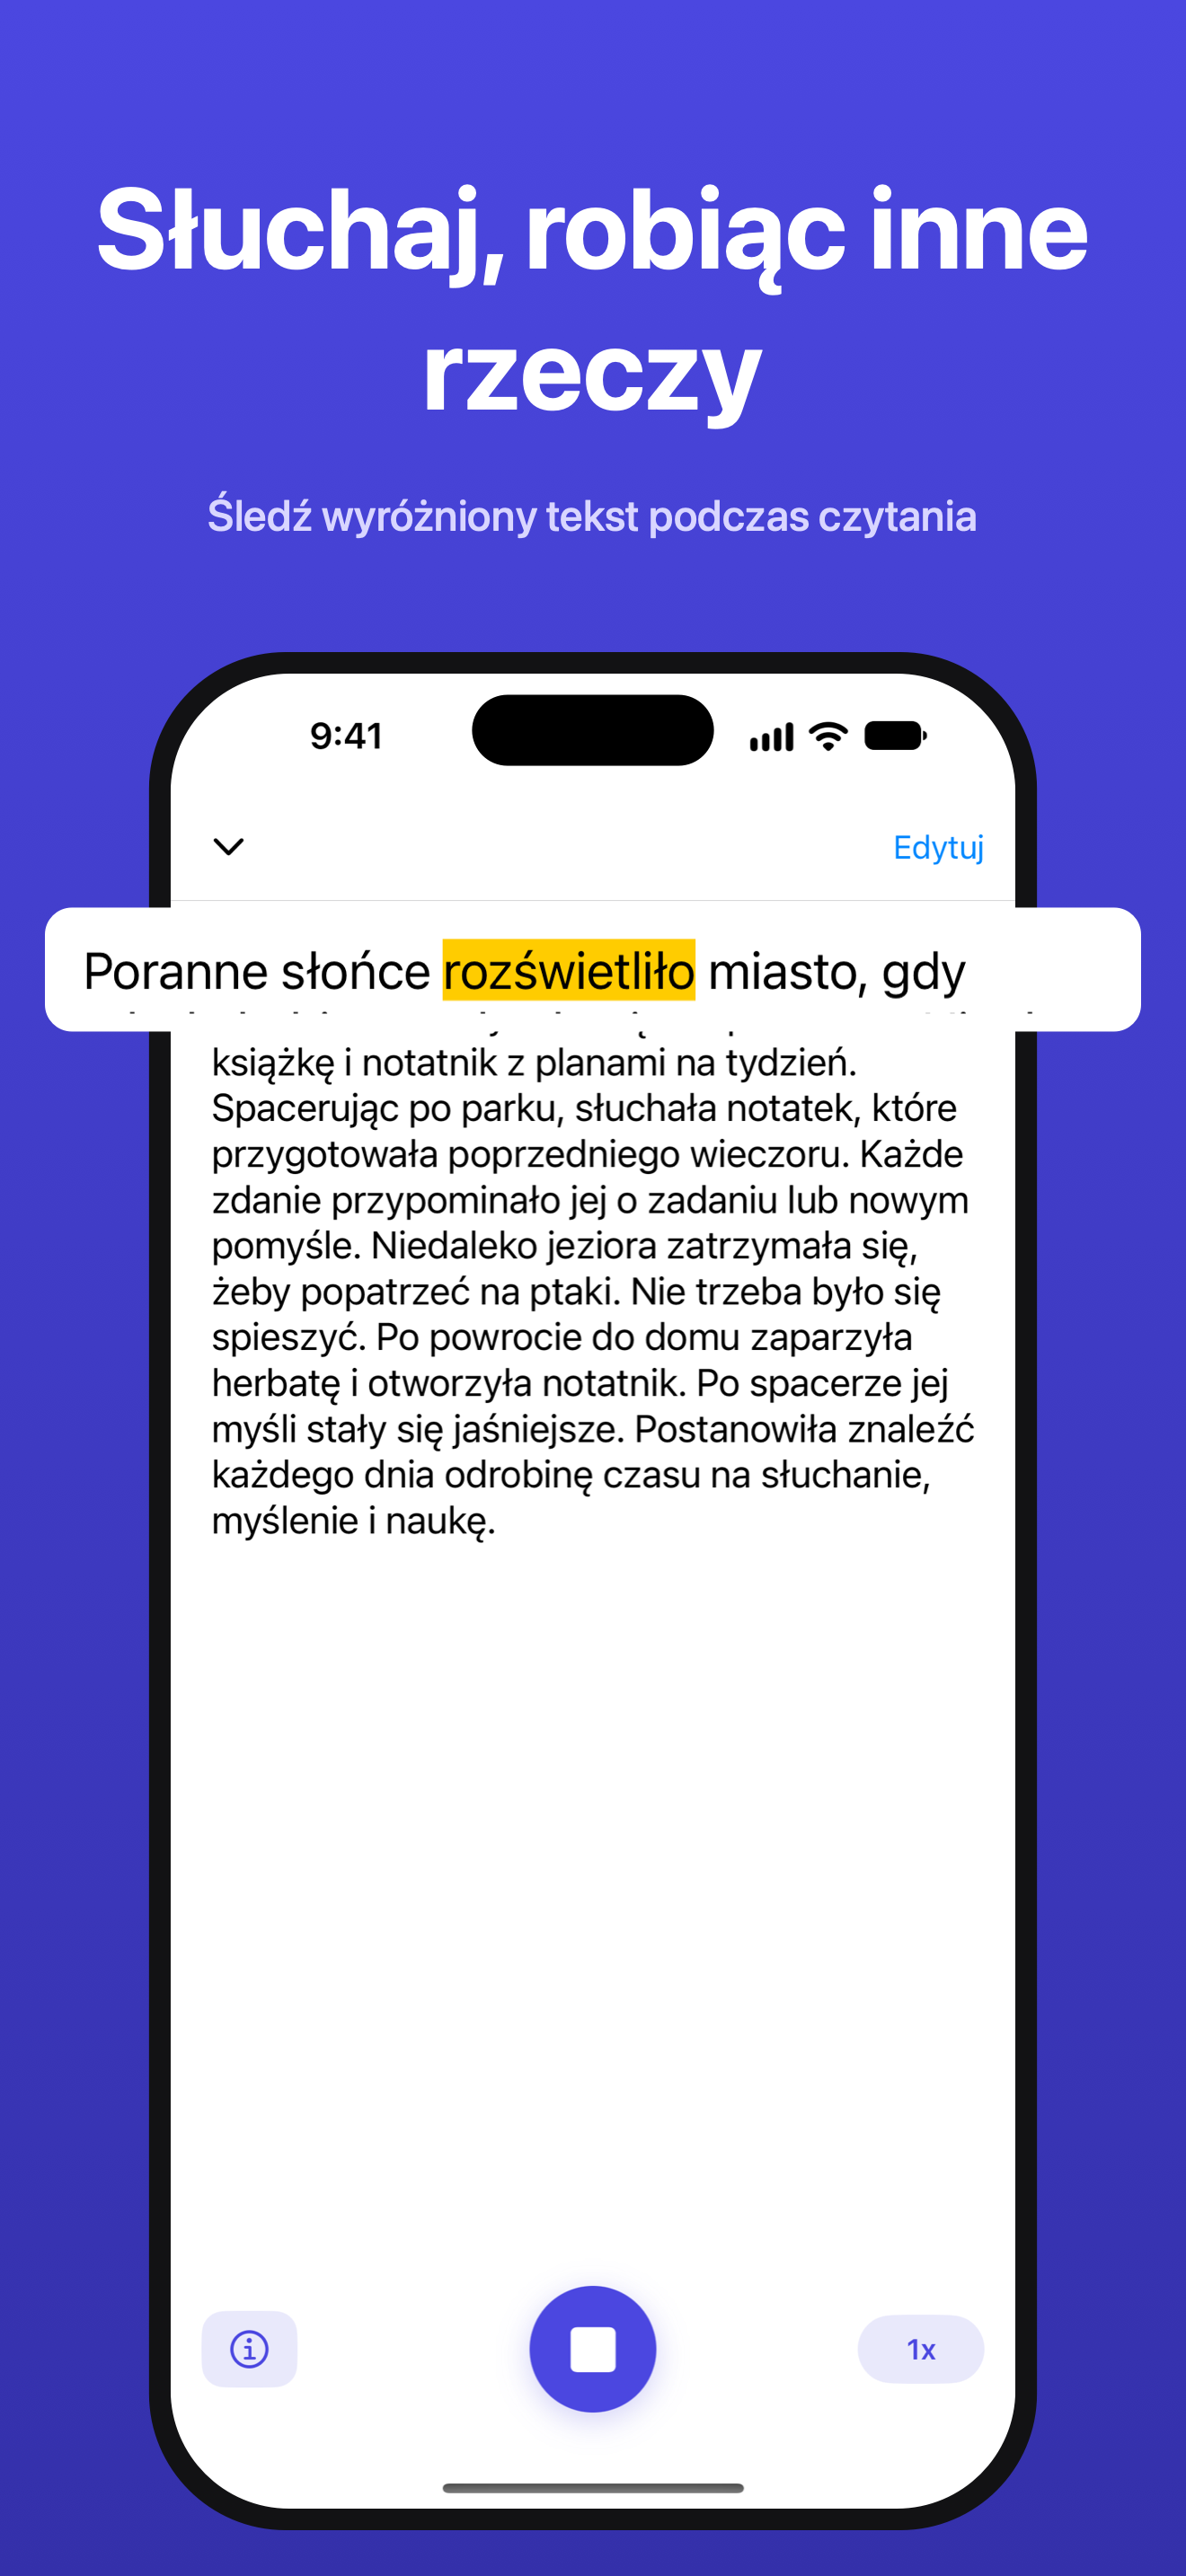 Słuchaj, robiąc inne
rzeczy
Śledź wyróżniony tekst podczas czytania
9:41
Edytuj
Poranne słońce rozświetliło miasto, gdy
książkę i notatnik z planami na tydzień.
Spacerując po parku, słuchała notatek, które
przygotowała poprzedniego wieczoru. Każde
zdanie przypominało jej o zadaniu lub nowym
pomyśle. Niedaleko jeziora zatrzymała się,
żeby popatrzeć na ptaki. Nie trzeba było się
spieszyć. Po powrocie do domu zaparzyła
herbatę i otworzyła notatnik. Po spacerze jej
myśli stały się jaśniejsze. Postanowiła znaleźć
każdego dnia odrobinę czasu na słuchanie,
myślenie i naukę.
1x